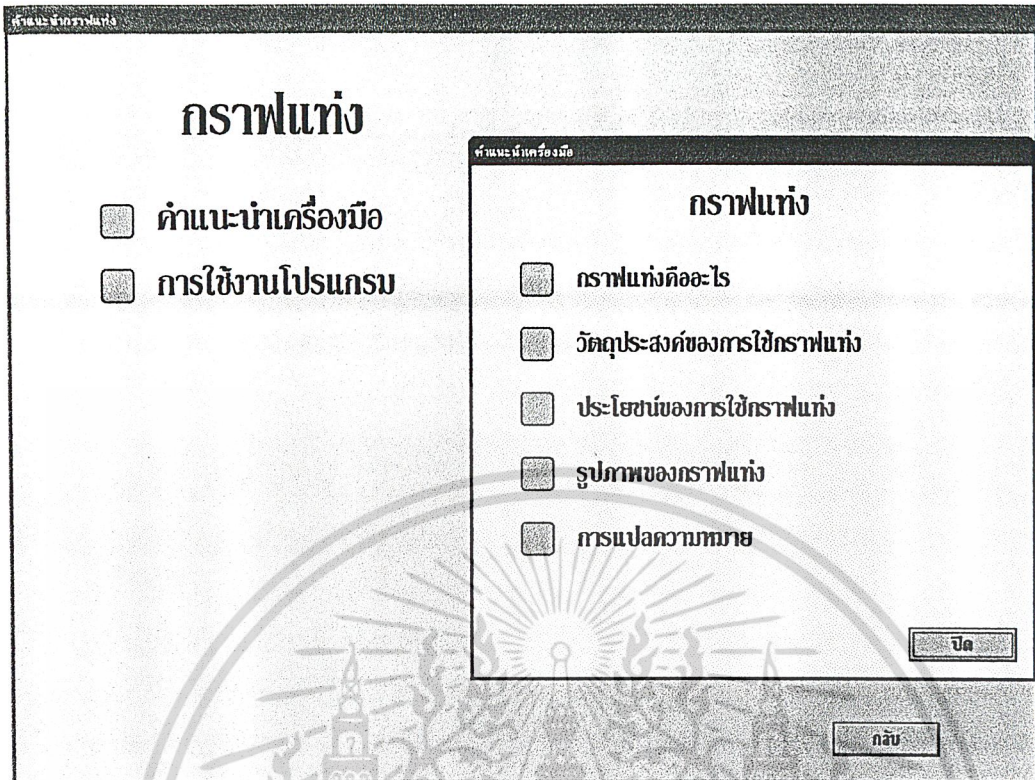 คำแนะนำกราฟแท่ง
กราฟแท่ง
คำแนะนำเครื่องมือ
การใช้งานโปรแกรม
คำแนะนำเครื่องมือ
กราฟแท่ง
กราฟแท่งคืออะไร
วัตถุประสงค์ของการใช้กราฟแท่ง
ประโยชน์ของการใช้กราฟแท่ง
รูปภาพของกราฟแท่ง
การแปลความหมาย
ปิด
กลับ